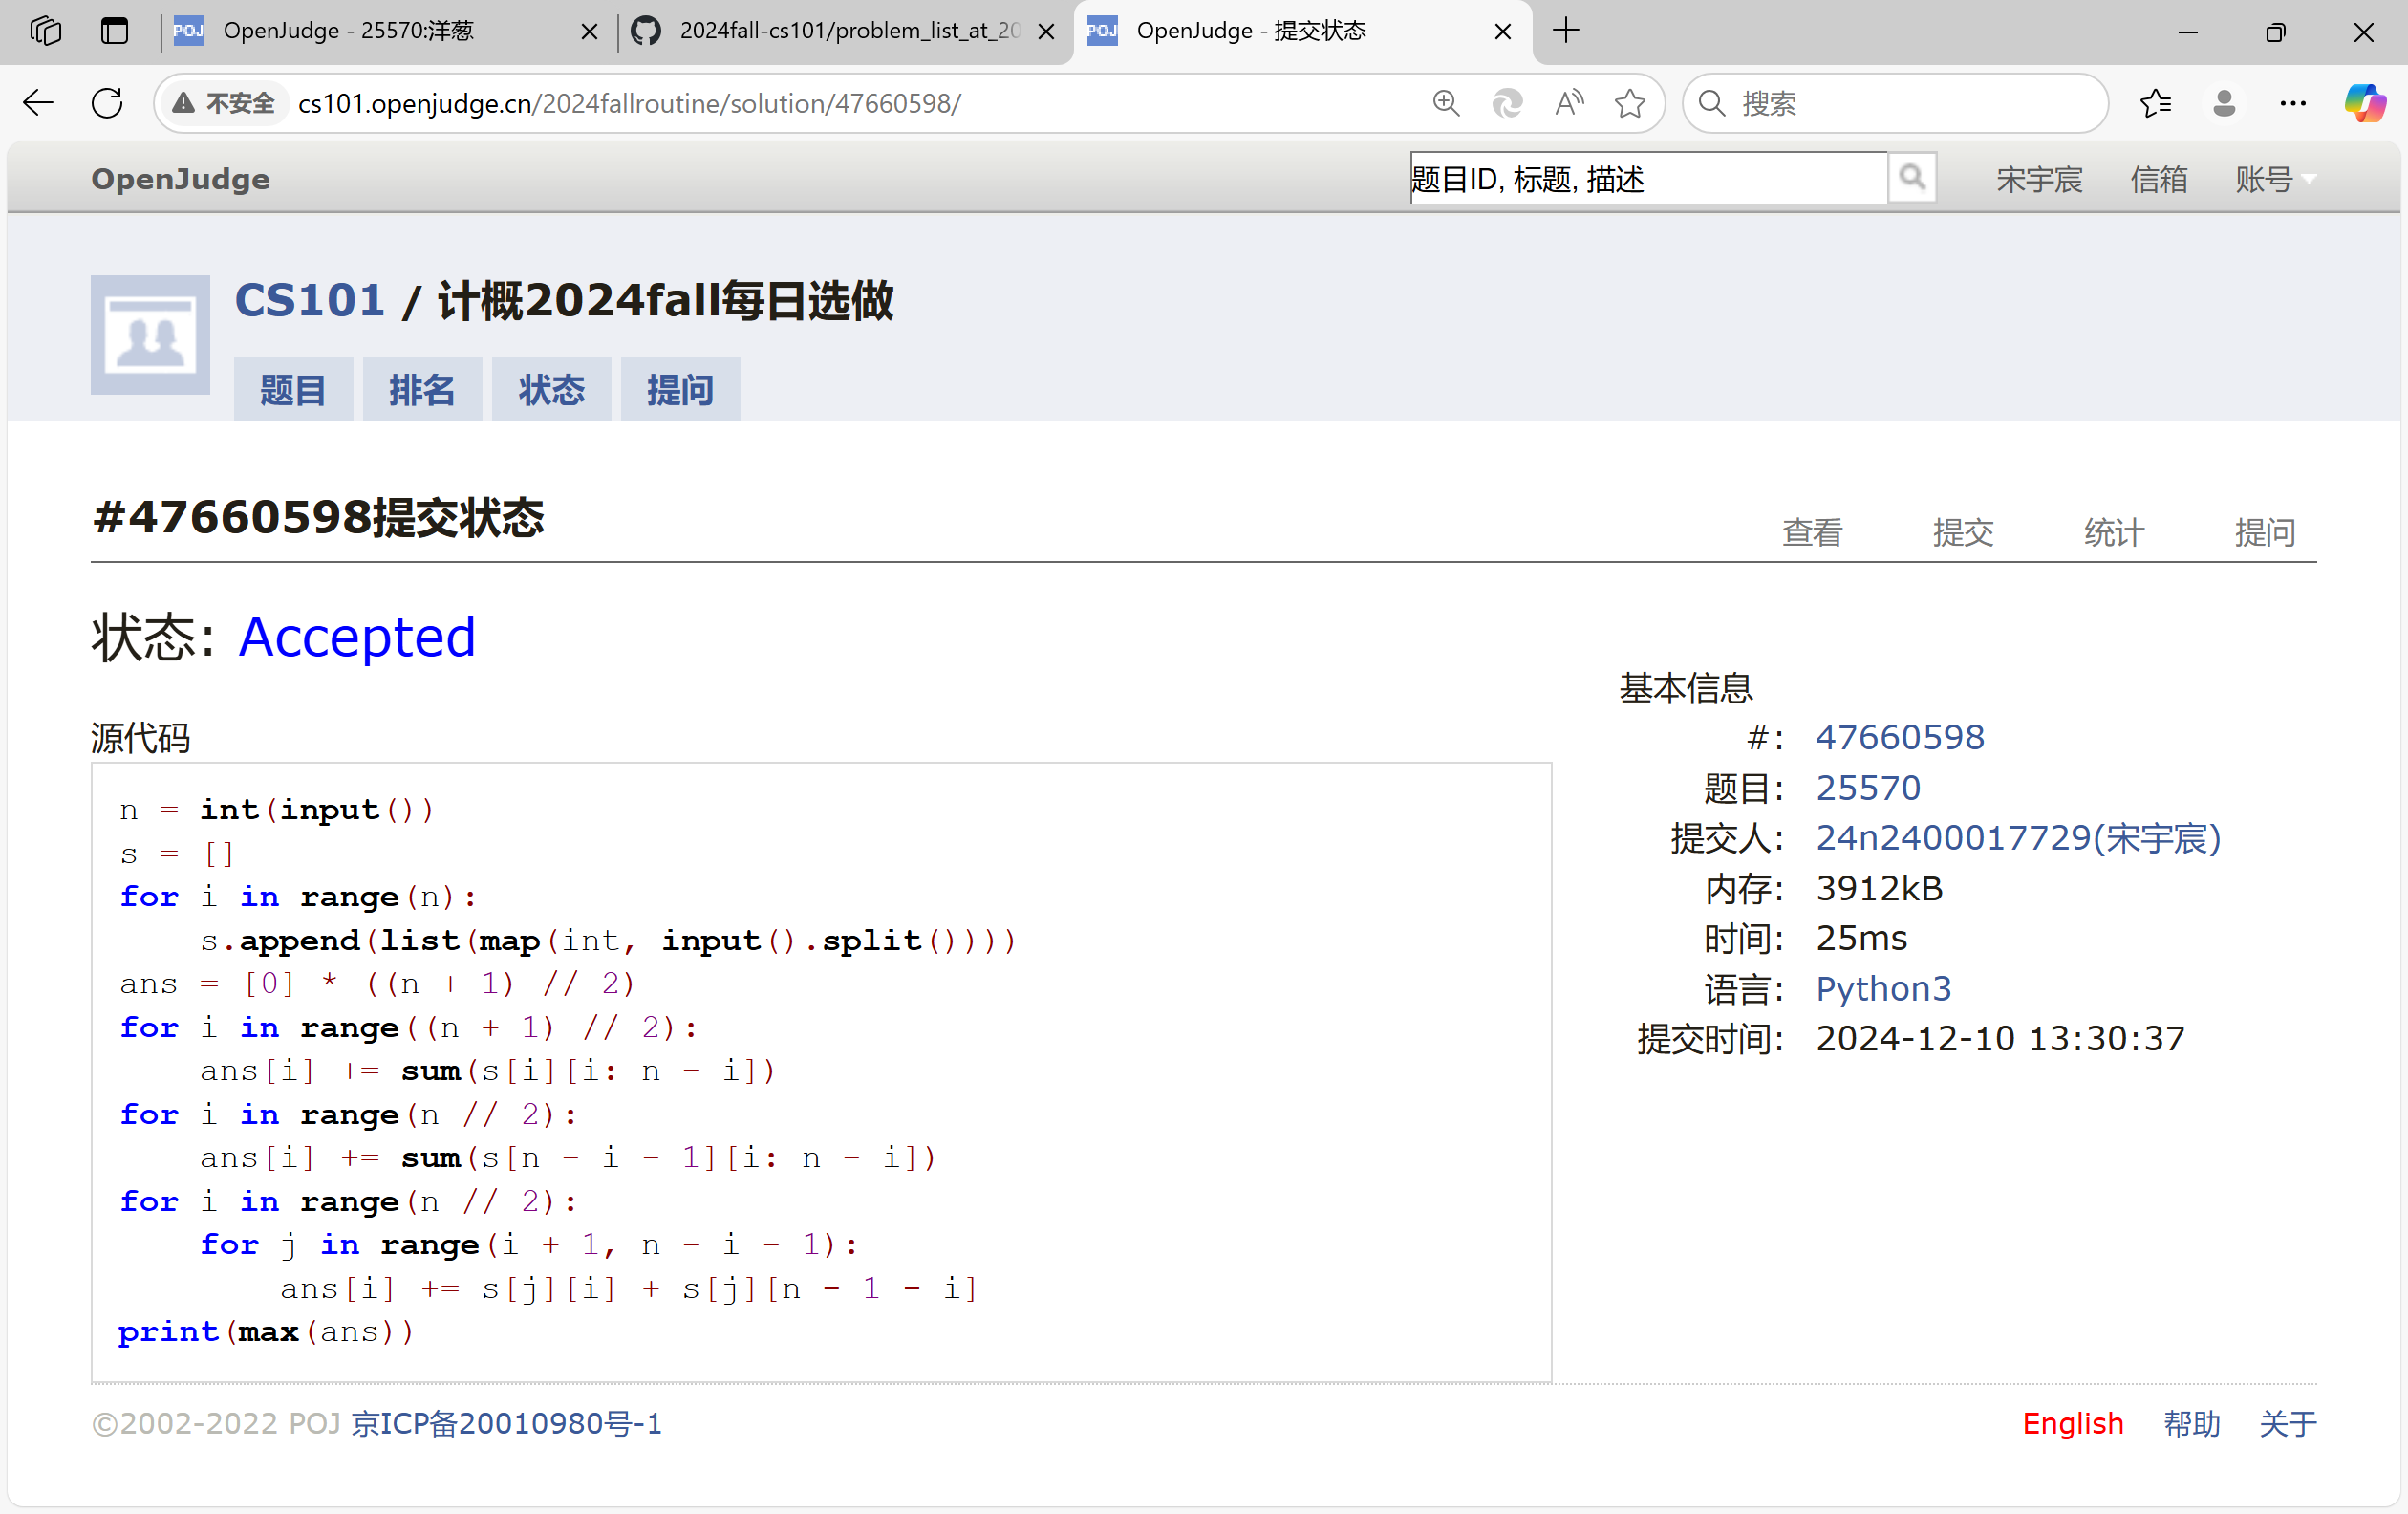 OpenJudge - 25570:洋葱
2024fall-cs101/problem_list_at_20
OpenJudge - 提交状态
不安全 cs101.openjudge.cn/2024fallroutine/solution/47660598/
搜索
OpenJudge
题目ID, 标题, 描述
宋宇宸 信箱 账号
CS101 / 计概2024fall每日选做
题目 排名 状态 提问
#47660598提交状态
查看 提交 统计 提问
状态: Accepted
源代码
n = int(input())
s = []
for i in range(n):
    s.append(list(map(int, input().split())))
ans = [0] * ((n + 1) // 2)
for i in range((n + 1) // 2):
    ans[i] += sum(s[i][i: n - i])
for i in range(n // 2):
    ans[i] += sum(s[n - i - 1][i: n - i])
for i in range(n // 2):
    for j in range(i + 1, n - i - 1):
        ans[i] += s[j][i] + s[j][n - 1 - i]
print(max(ans))
基本信息
#: 47660598
题目: 25570
提交人: 24n2400017729(宋宇宸)
内存: 3912kB
时间: 25ms
语言: Python3
提交时间: 2024-12-10 13:30:37
©2002-2022 POJ 京ICP备20010980号-1
English 帮助 关于